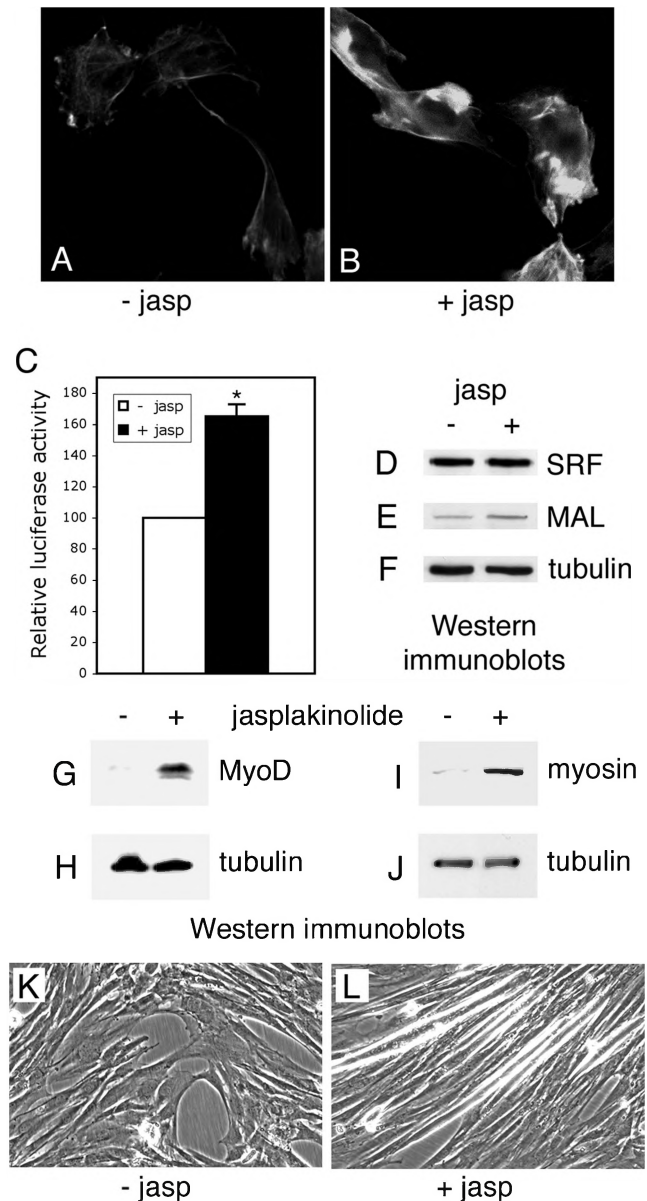 A
B
- jasp
+ jasp
C
Relative luciferase activity
180
160
140
120
100
80
60
40
20
0
- jasp
+ jasp
*
jasp
- +
D SRF
E MAL
F tubulin
Western
immunoblots
- + jasplakinolide - +
G MyoD
I myosin
H tubulin
J tubulin
Western immunoblots
K
L
- jasp
+ jasp